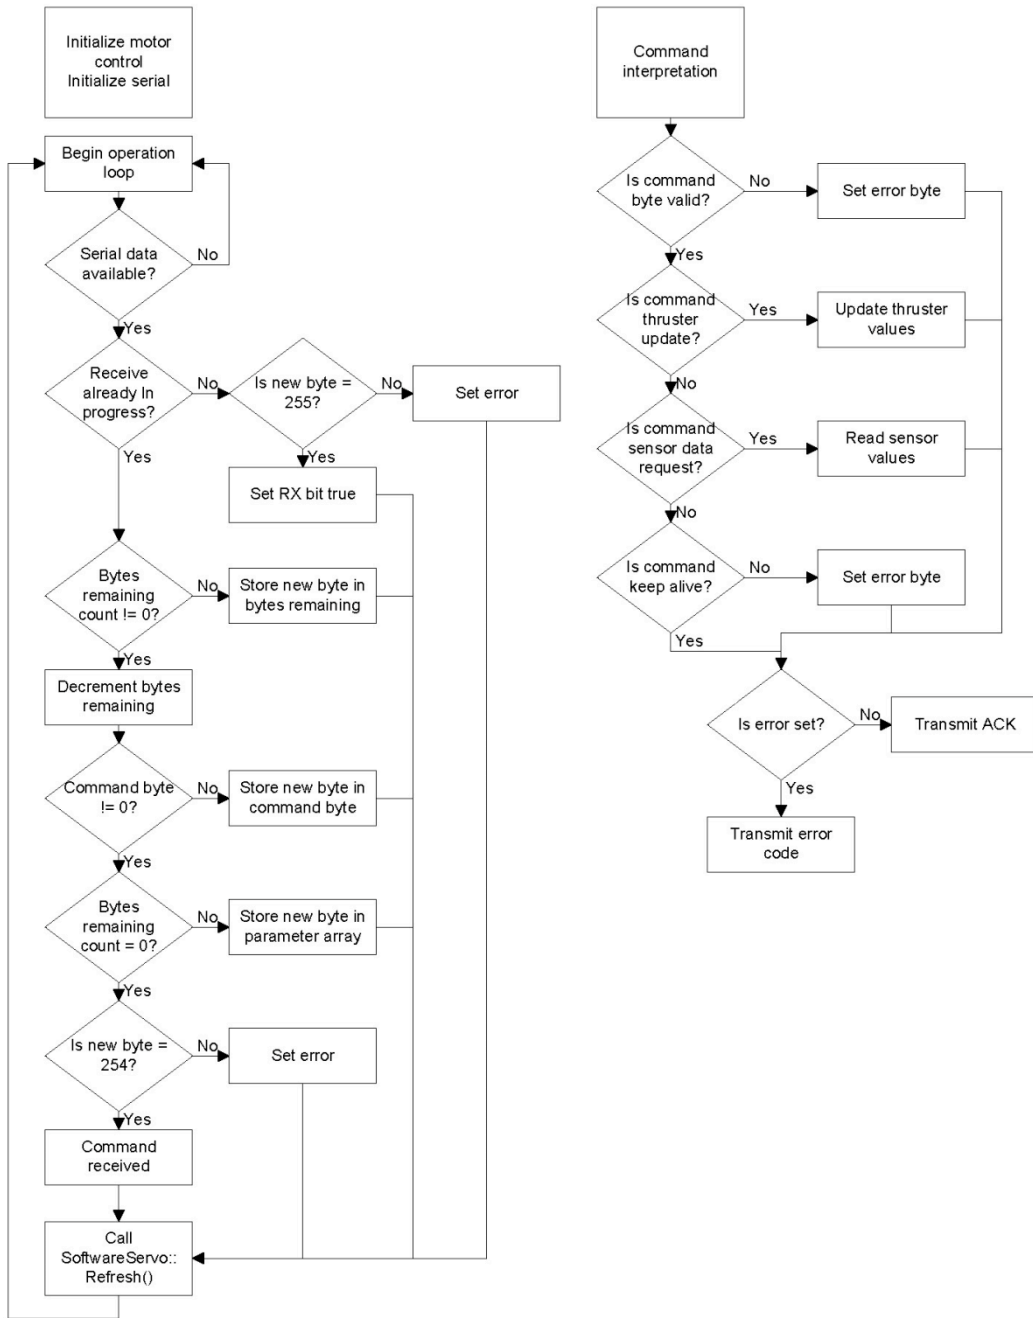 Initialize motor
control
Initialize serial
Begin operation
loop
Serial data
available?
No
Yes
Receive
already In
progress?
No
Is new byte =
255?
No
Set error
Yes
Yes
Set RX bit true
Bytes
remaining
count != 0?
No
Store new byte in
bytes remaining
Yes
Decrement bytes
remaining
Command byte
!= 0?
No
Store new byte in
command byte
Yes
Bytes
remaining
count = 0?
No
Store new byte in
parameter array
Yes
Is new byte =
254?
No
Set error
Yes
Command
received
Call
SoftwareServo::
Refresh()
Command
interpretation
Is command
byte valid?
No
Set error byte
Yes
Is command
thruster
update?
Yes
Update thruster
values
No
Is command
sensor data
request?
Yes
Read sensor
values
No
Is command
keep alive?
No
Set error byte
Yes
Is error set?
No
Transmit ACK
Yes
Transmit error
code